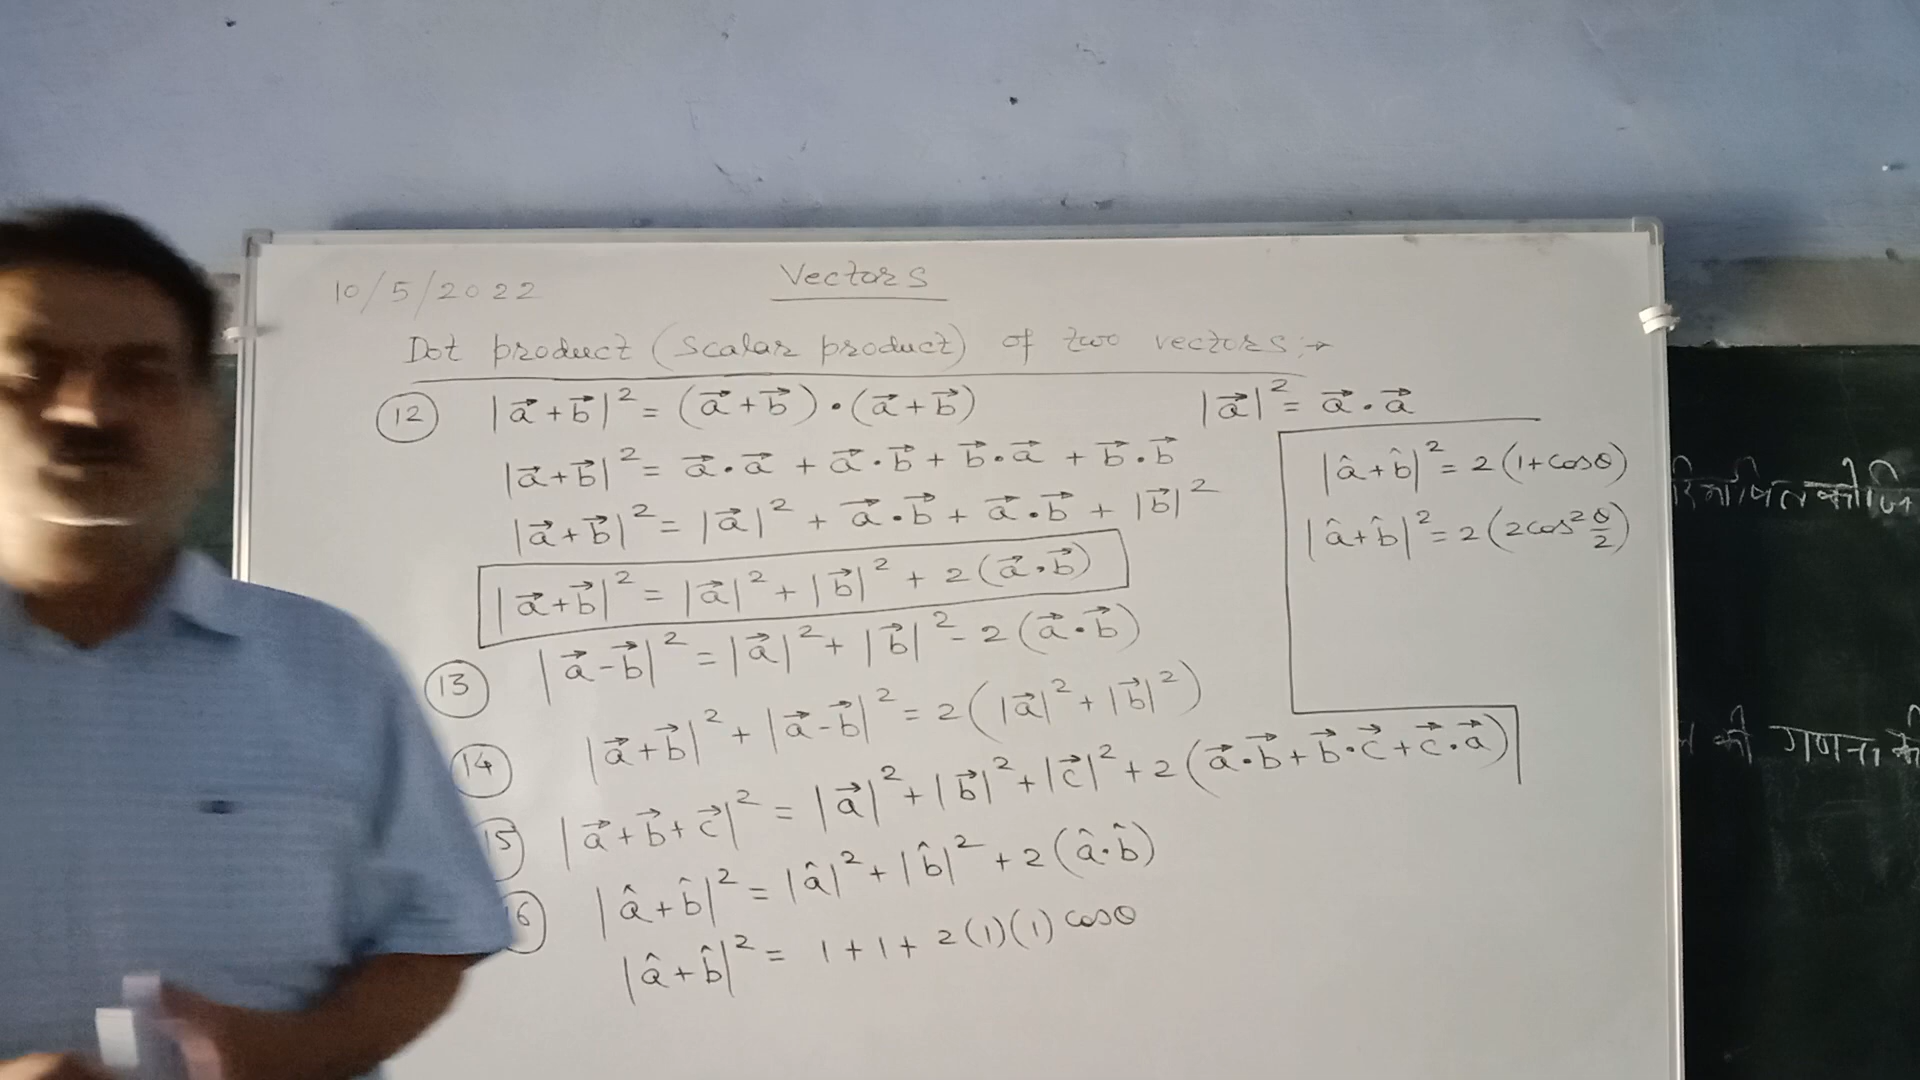 10/5/2022
Vectors
Dot product (scalar product) of two vectors :→
(12) |a⃗+b⃗|² = (a⃗+b⃗)•(a⃗+b⃗)
|a⃗|² = a⃗.a⃗
|a⃗+b⃗|² = a⃗.a⃗ + a⃗.b⃗ + b⃗.a⃗ + b⃗.b⃗
|a⃗+b⃗|² = |a⃗|² + a⃗.b⃗ + a⃗.b⃗ + |b⃗|²
|a⃗+b⃗|² = |a⃗|² + |b⃗|² + 2(a⃗.b⃗)
(13) |a⃗-b⃗|² = |a⃗|² + |b⃗|² - 2(a⃗.b⃗)
(14) |a⃗+b⃗|² + |a⃗-b⃗|² = 2(|a⃗|² + |b⃗|²)
15 |a⃗+b⃗+c⃗|² = |a⃗|² + |b⃗|² + |c⃗|² + 2(a⃗.b⃗ + b⃗.c⃗ + c⃗.a⃗)
16 |â+b̂|² = |â|² + |b̂|² + 2(â.b̂)
|â+b̂|² = 1+1+ 2(1)(1) cosθ
|â+b̂|² = 2(1+cosθ)
|â+b̂|² = 2(2cos² θ/2)
की गणना